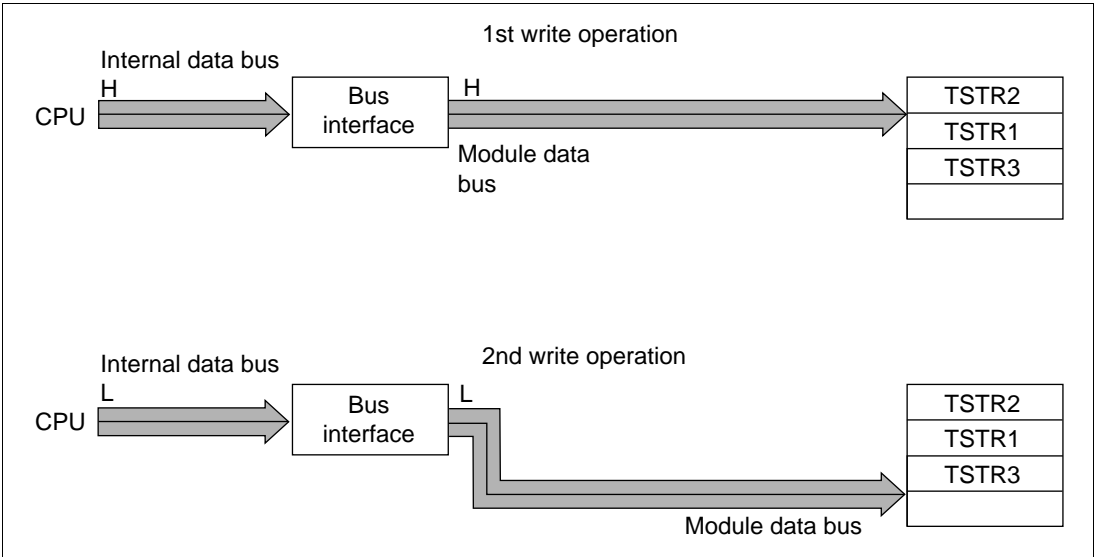 1st write operation
Internal data bus
H
H
CPU
Bus
interface
Module data
bus
TSTR2
TSTR1
TSTR3
2nd write operation
Internal data bus
L
L
CPU
Bus
interface
Module data bus
TSTR2
TSTR1
TSTR3